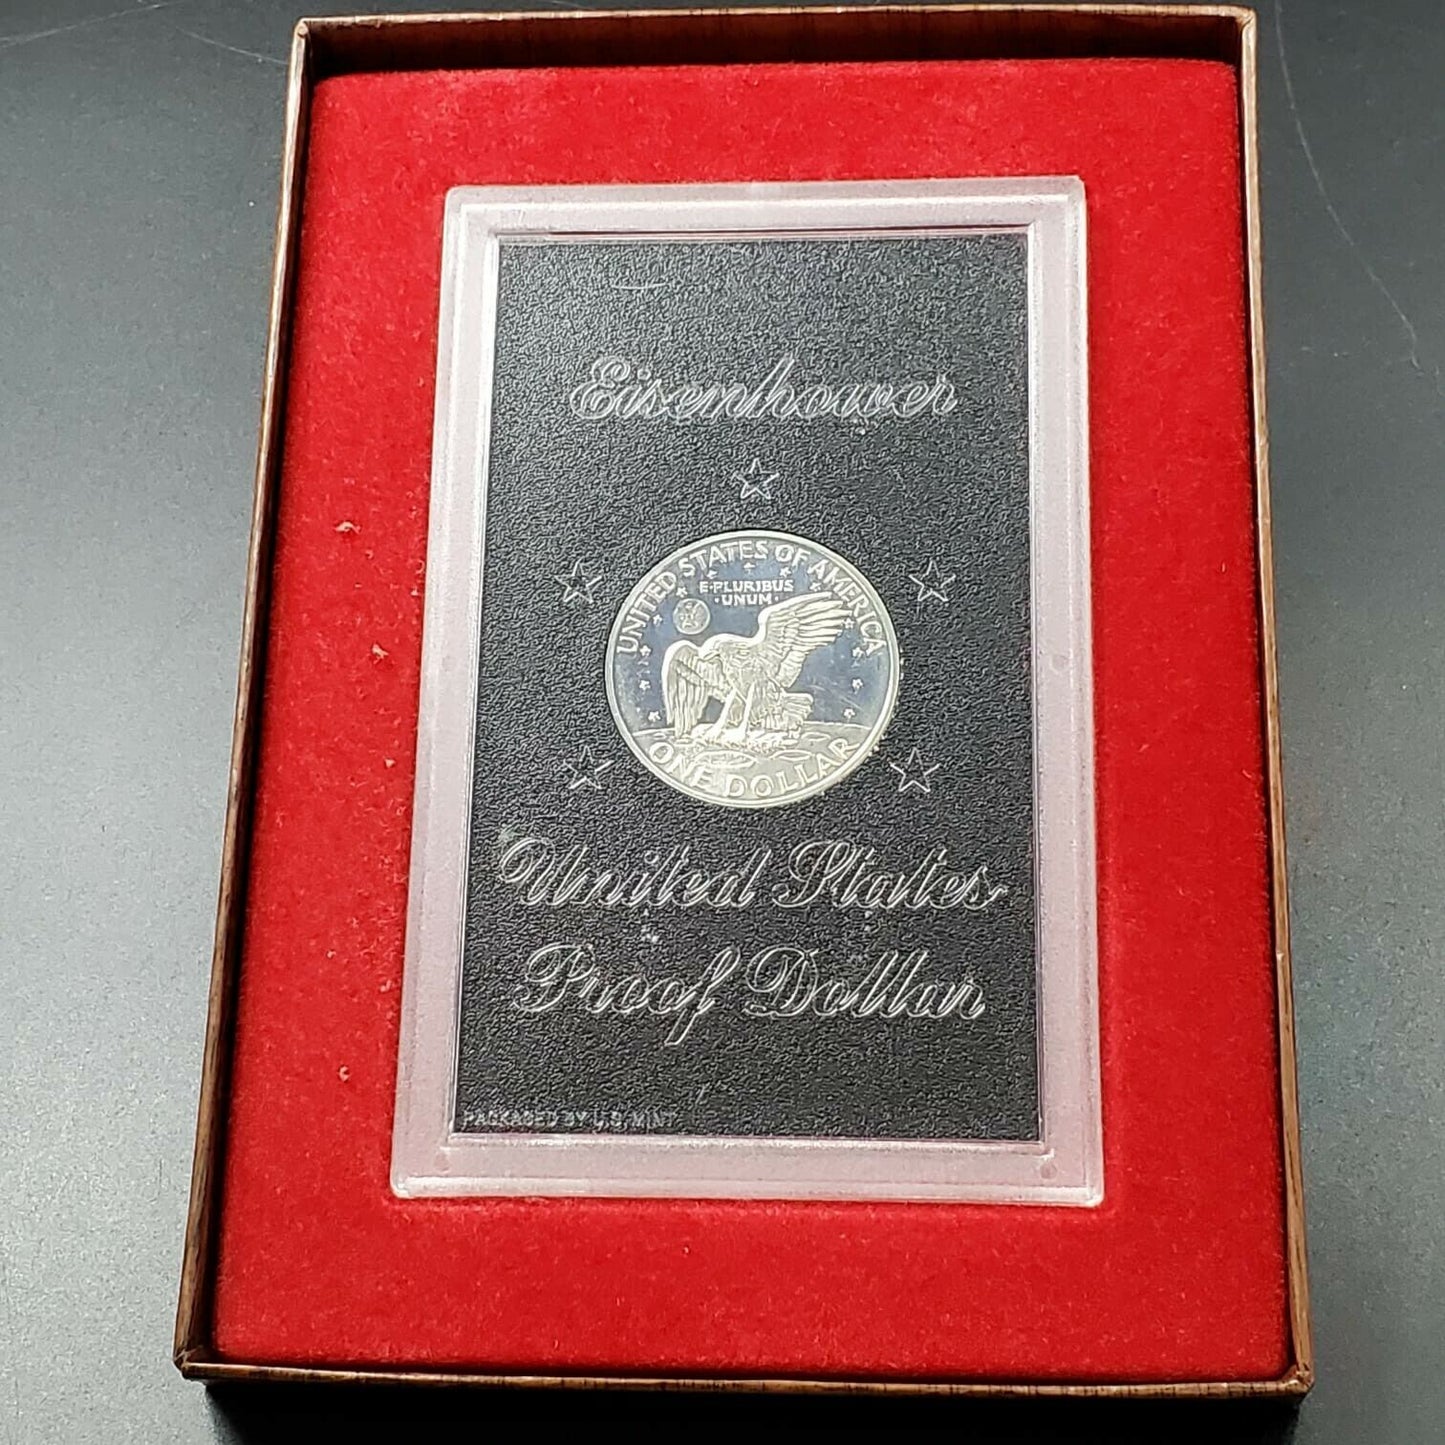 Eisenhower
UNITED STATES OF AMERICA
E·PLURIBUS
·UNUM·
ONE DOLLAR
United States
Proof Dollar
PACKAGED BY U.S. MINT